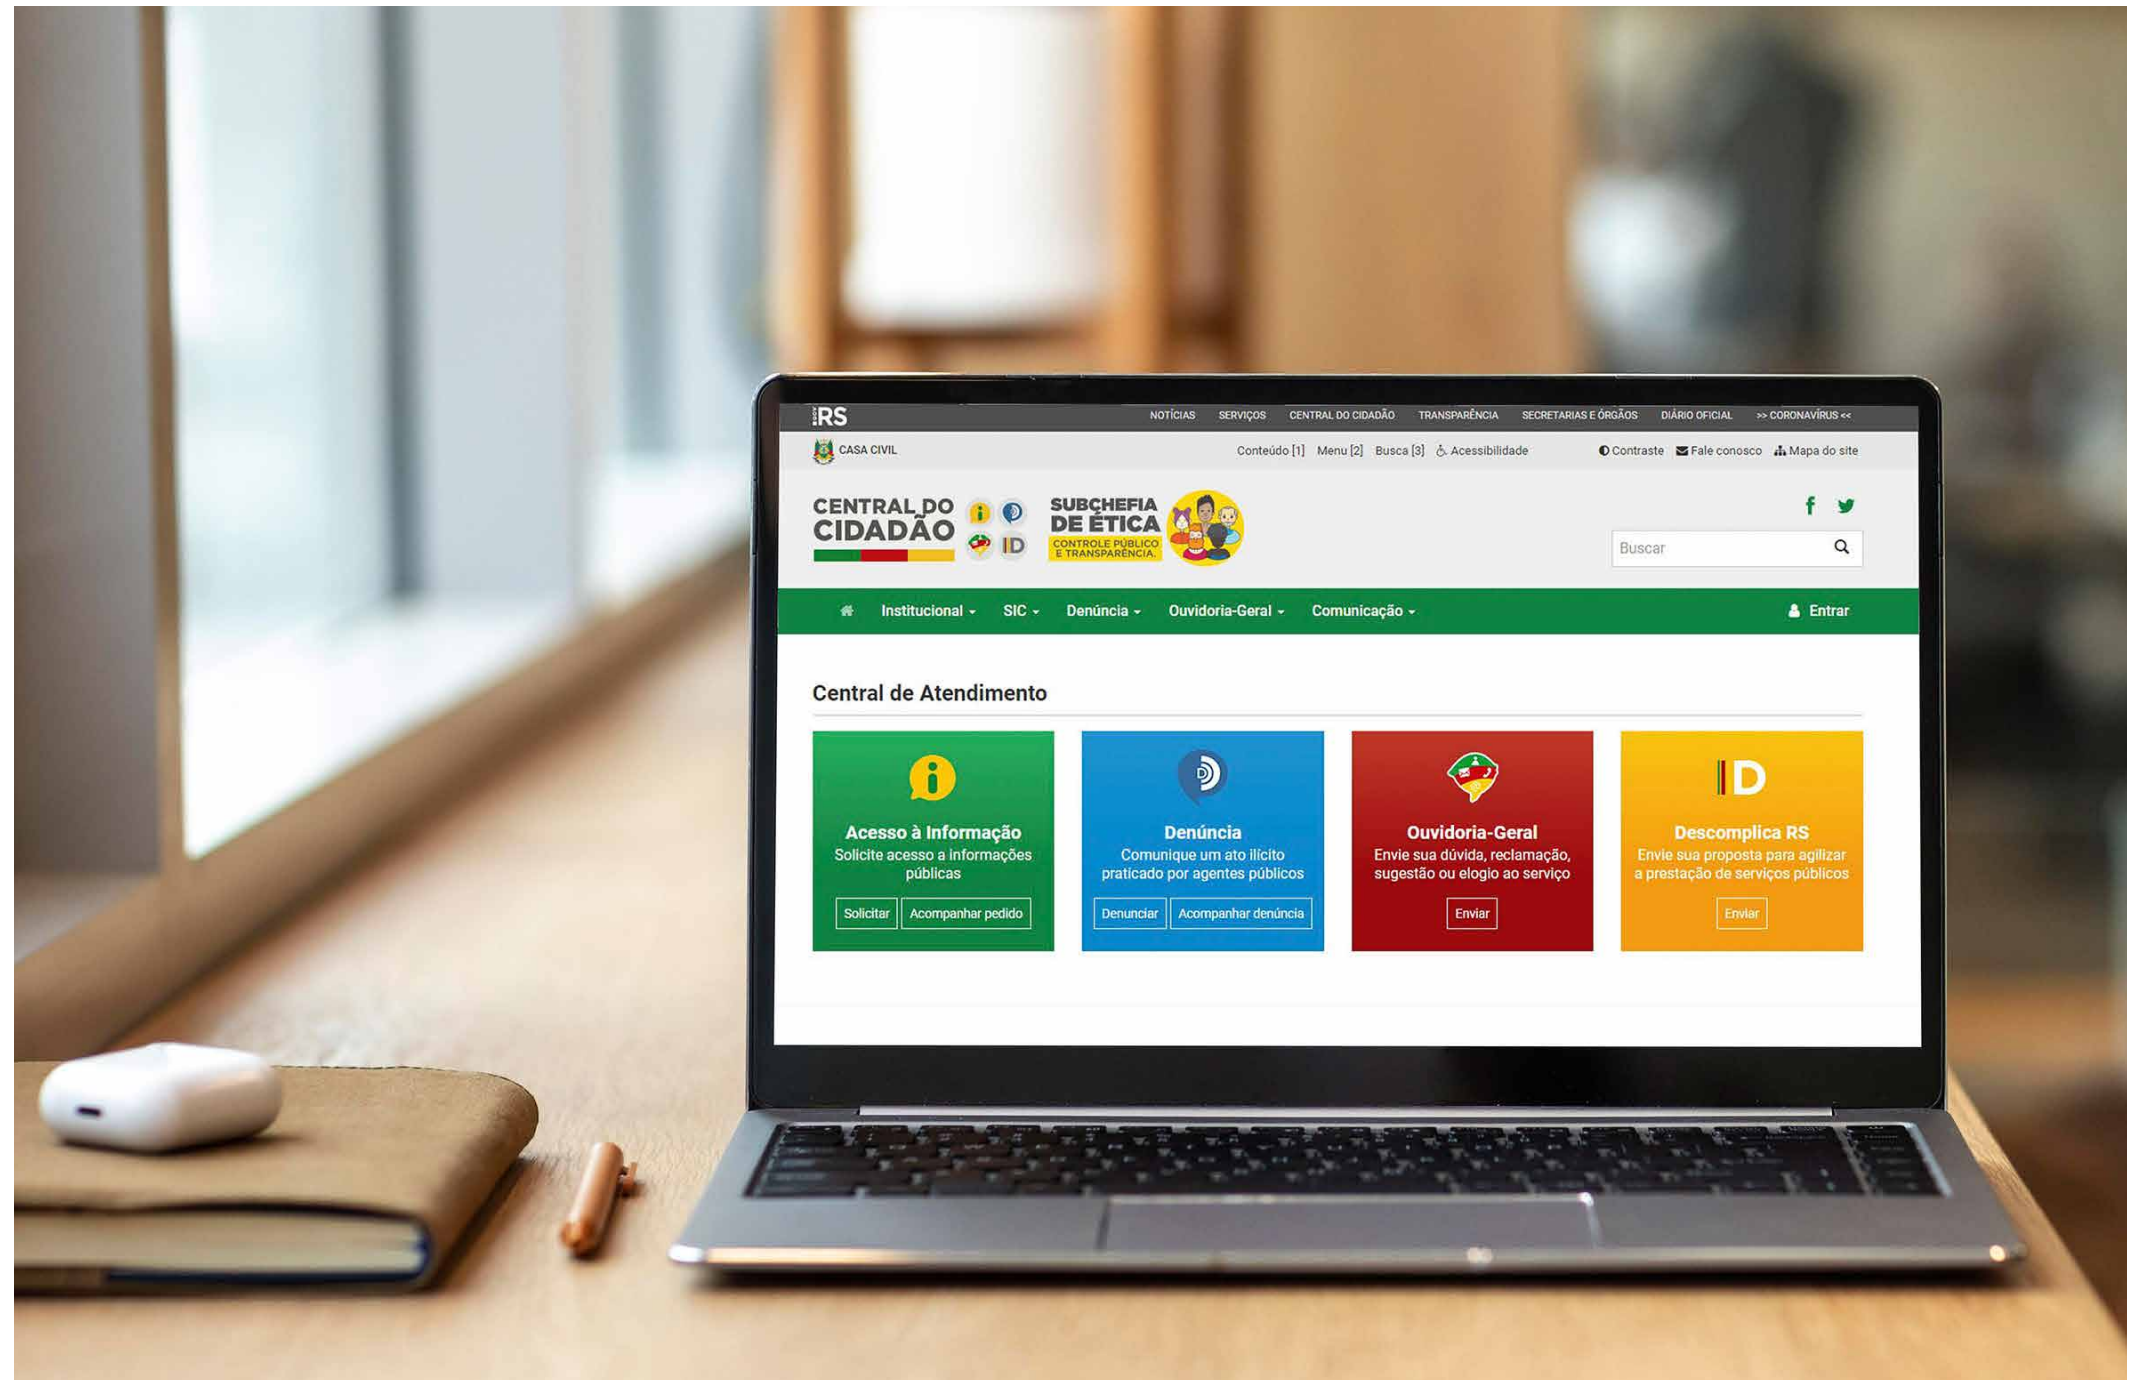 GOV
RS
NOTÍCIAS SERVIÇOS CENTRAL DO CIDADÃO TRANSPARÊNCIA SECRETARIAS E ÓRGÃOS DIÁRIO OFICIAL >> CORONAVÍRUS <<
CASA CIVIL Conteúdo [1] Menu [2] Busca [3] Acessibilidade Contraste Fale conosco Mapa do site
CENTRAL DO
CIDADÃO
SUBCHEFIA
DE ÉTICA
CONTROLE PÚBLICO
E TRANSPARÊNCIA.
Buscar
Institucional SIC Denúncia Ouvidoria-Geral Comunicação Entrar
Central de Atendimento
Acesso à Informação
Solicite acesso a informações
públicas
Solicitar Acompanhar pedido
Denúncia
Comunique um ato ilícito
praticado por agentes públicos
Denunciar Acompanhar denúncia
Ouvidoria-Geral
Envie sua dúvida, reclamação,
sugestão ou elogio ao serviço
Enviar
D
Descomplica RS
Envie sua proposta para agilizar
a prestação de serviços públicos
Enviar